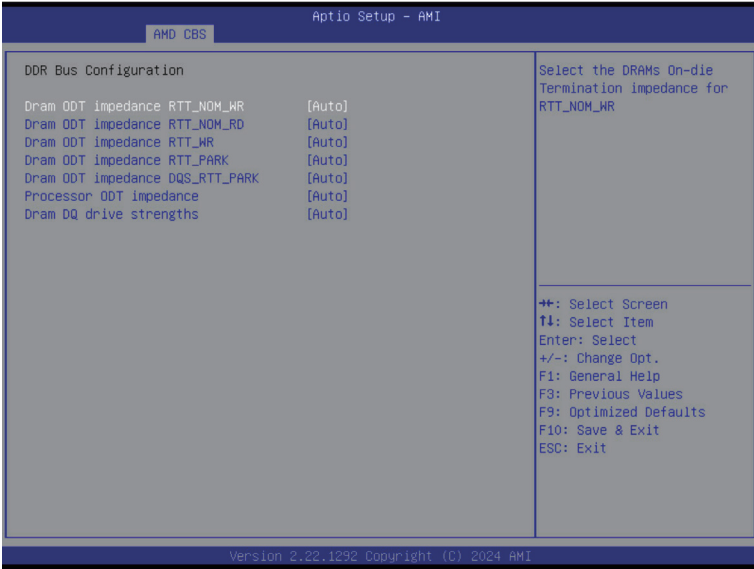 Aptio Setup – AMI
AMD CBS
DDR Bus Configuration
Dram ODT impedance RTT_NOM_WR [Auto]
Dram ODT impedance RTT_NOM_RD [Auto]
Dram ODT impedance RTT_WR [Auto]
Dram ODT impedance RTT_PARK [Auto]
Dram ODT impedance DQS_RTT_PARK [Auto]
Processor ODT impedance [Auto]
Dram DQ drive strengths [Auto]
Select the DRAMs On-die
Termination impedance for
RTT_NOM_WR
→←: Select Screen
↑↓: Select Item
Enter: Select
+/-: Change Opt.
F1: General Help
F3: Previous Values
F9: Optimized Defaults
F10: Save & Exit
ESC: Exit
Version 2.22.1292 Copyright (C) 2024 AMI